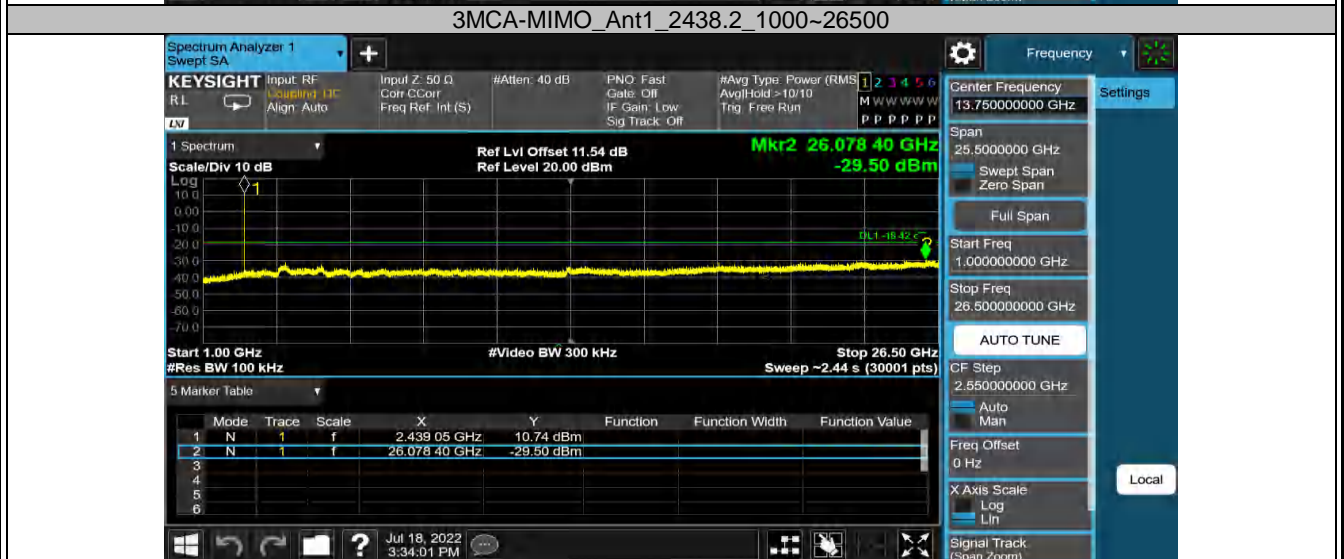 3MCA-MIMO_Ant1_2438.2_1000~26500
Spectrum Analyzer 1
Swept SA
+
Frequency
KEYSIGHT
RL
LXI
Input: RF
Coupling: DC
Align: Auto
Input Z: 50 Ω
Corr CCorr
Freq Ref: Int (S)
#Atten: 40 dB
PNO: Fast
Gate: Off
IF Gain: Low
Sig Track: Off
#Avg Type: Power (RMS
Avg|Hold:>10/10
Trig: Free Run
1 2 3 4 5 6
M W W W W W
P P P P P P
Center Frequency
13.750000000 GHz
Settings
Span
25.5000000 GHz
Swept Span
Zero Span
Full Span
Start Freq
1.000000000 GHz
Stop Freq
26.500000000 GHz
AUTO TUNE
CF Step
2.550000000 GHz
Auto
Man
Freq Offset
0 Hz
X Axis Scale
Log
Lin
Local
Signal Track
(Span Zoom)
1 Spectrum
Scale/Div 10 dB
Ref Lvl Offset 11.54 dB
Ref Level 20.00 dBm
Mkr2 26.078 40 GHz
-29.50 dBm
Log
1
10.0
0.00
-10.0
-20.0
-30.0
-40.0
-50.0
-60.0
-70.0
2
Start 1.00 GHz
#Res BW 100 kHz
#Video BW 300 kHz
Stop 26.50 GHz
Sweep ~2.44 s (30001 pts)
5 Marker Table
Mode Trace Scale X Y Function Function Width Function Value
1 N 1 f 2.439 05 GHz 10.74 dBm
2 N 1 f 26.078 40 GHz -29.50 dBm
3
4
5
6
?
Jul 18, 2022
3:34:01 PM